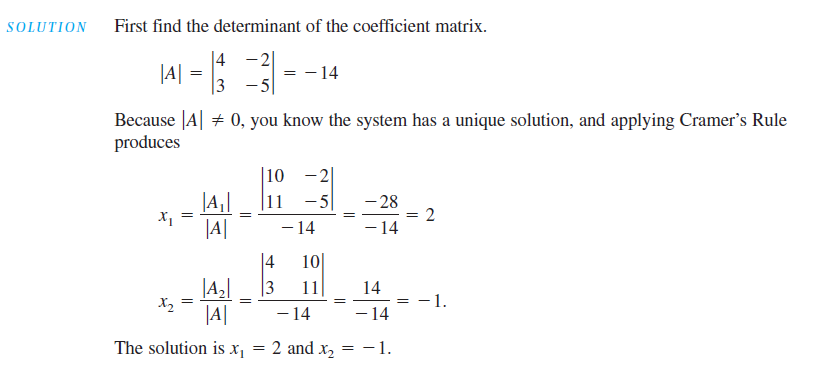 SOLUTION First find the determinant of the coefficient matrix.
|A| = |4 −2| = −14
|3 −5|
Because |A| ≠ 0, you know the system has a unique solution, and applying Cramer's Rule
produces
|10 −2|
x₁ = |A₁| / |A| = |11 −5| / −14 = −28 / −14 = 2
|4 10|
x₂ = |A₂| / |A| = |3 11| / −14 = 14 / −14 = −1.
The solution is x₁ = 2 and x₂ = −1.